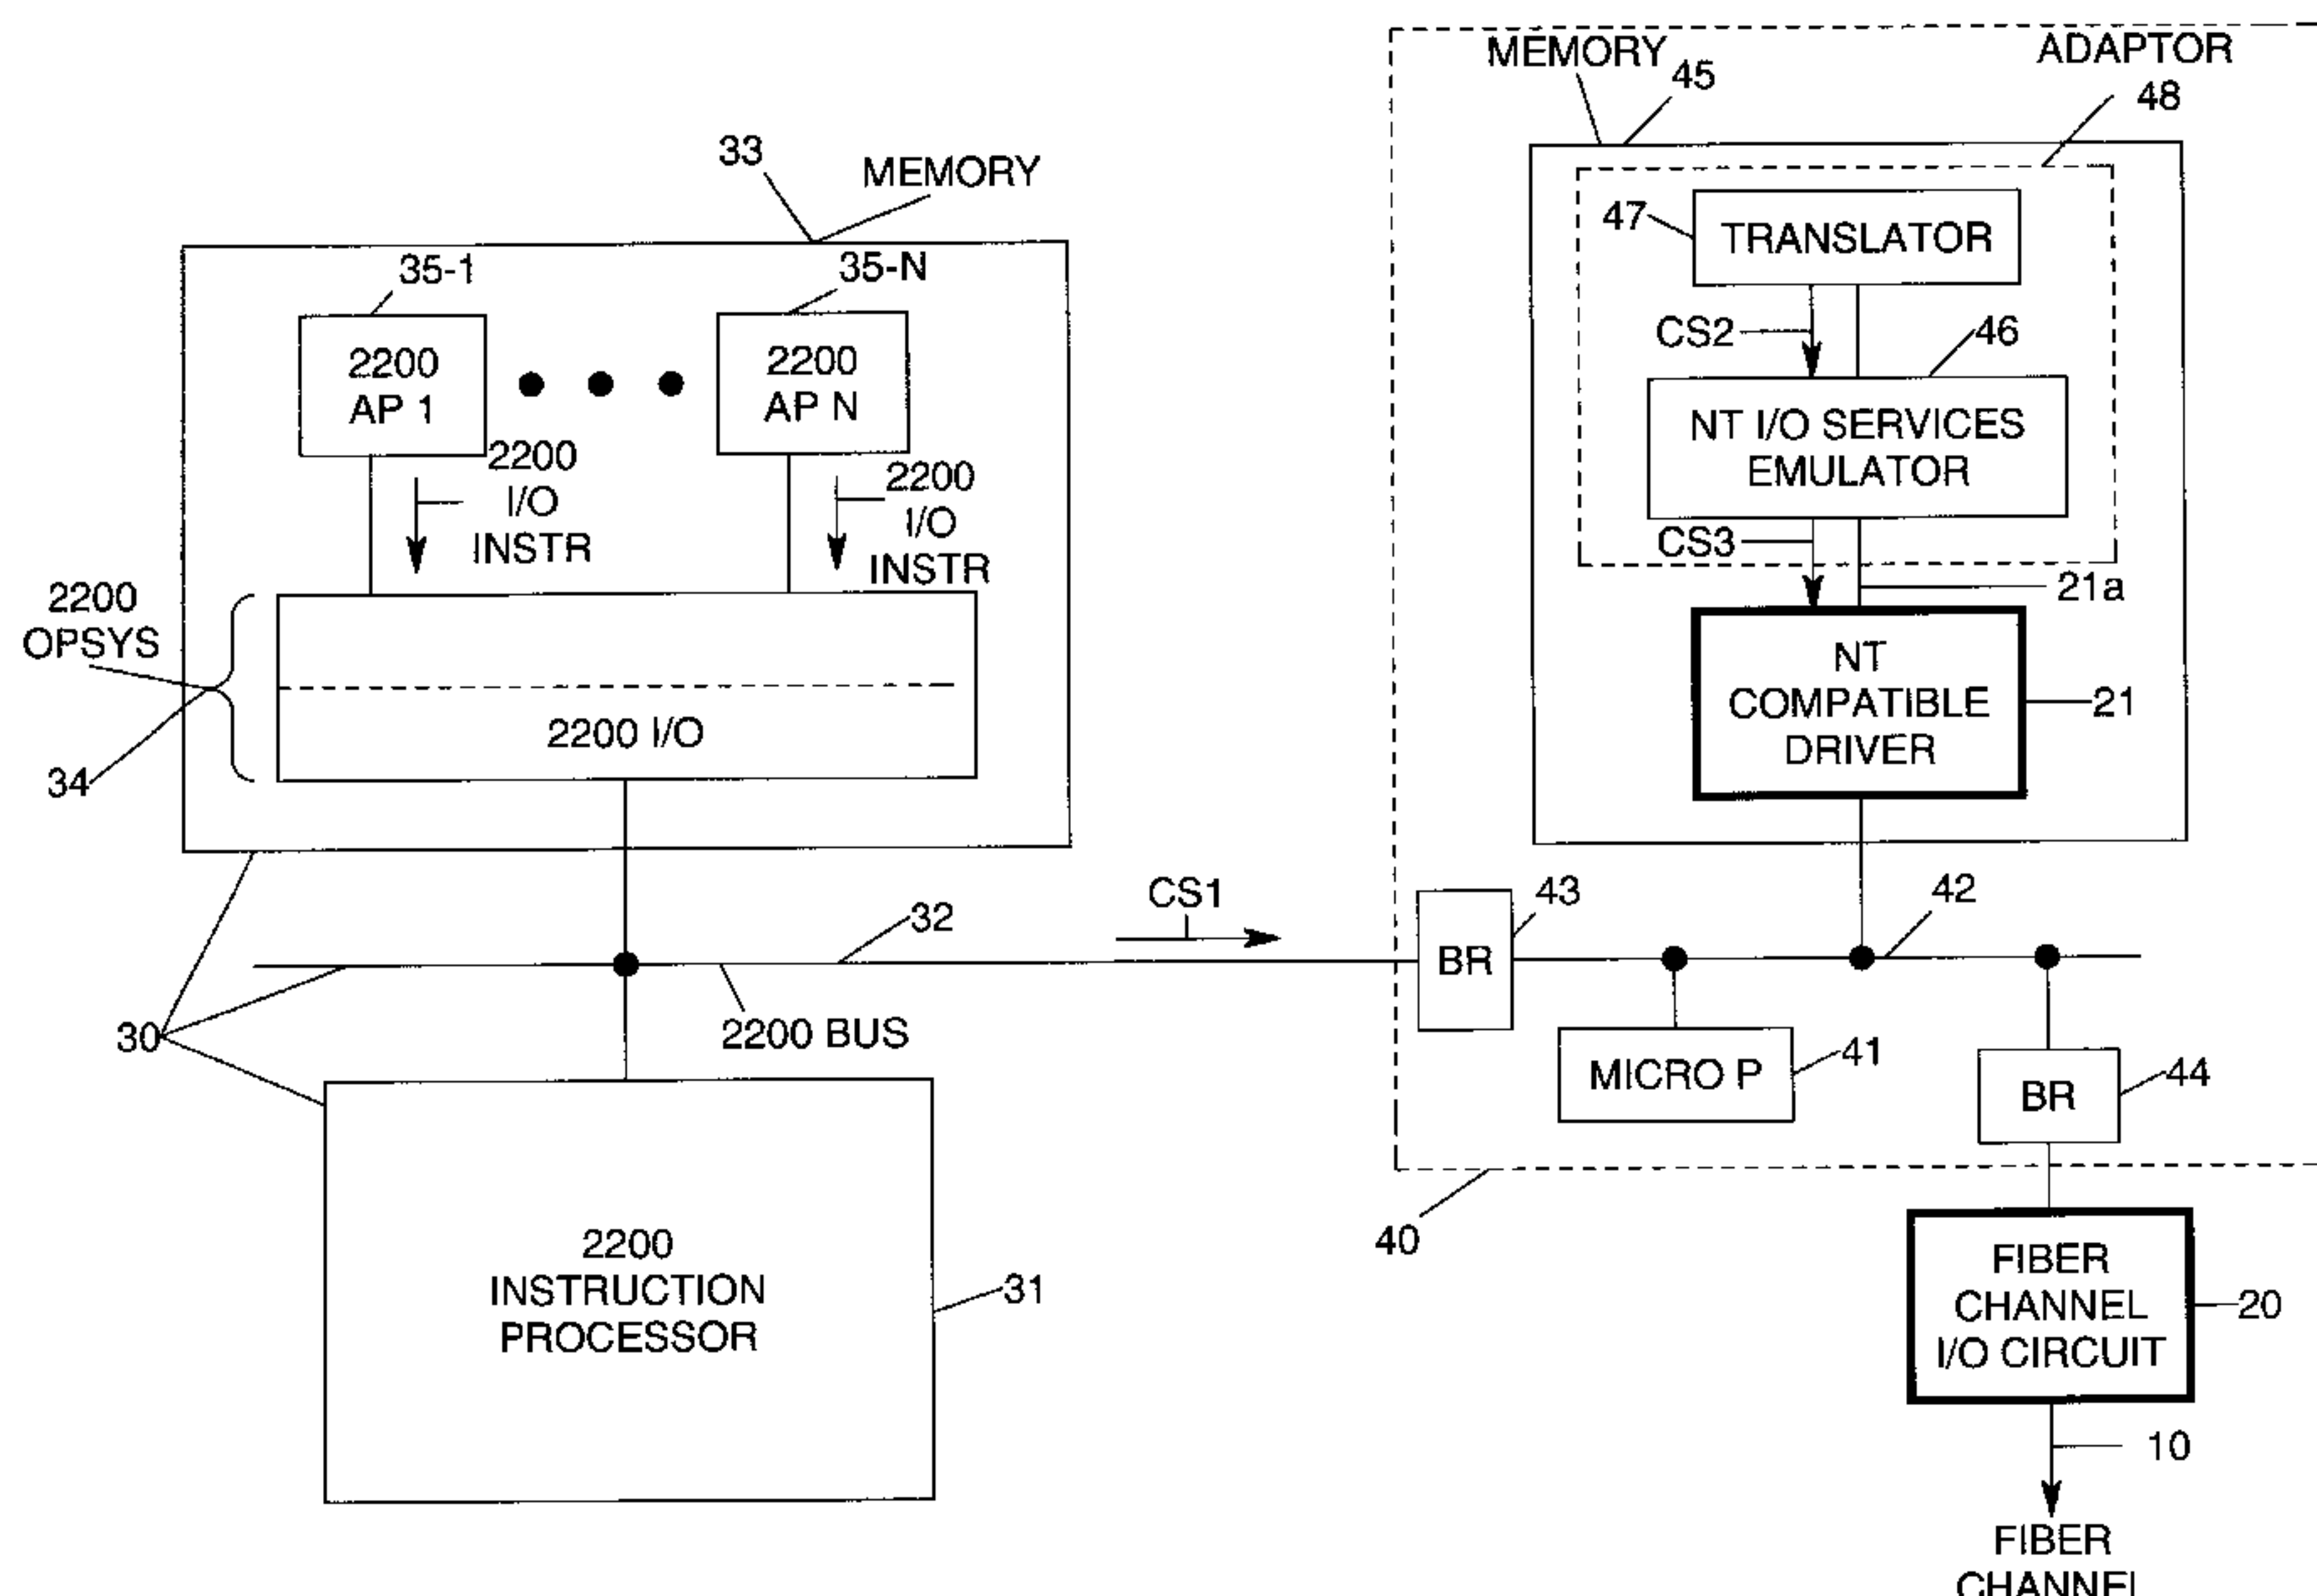 33
MEMORY
35-1
35-N
2200
AP 1
2200
AP N
2200
I/O
INSTR
2200
I/O
INSTR
2200
OPSYS
34
2200 I/O
30
32
2200 BUS
CS1
2200
INSTRUCTION
PROCESSOR
31
MEMORY
45
ADAPTOR
48
47
TRANSLATOR
CS2
46
NT I/O SERVICES
EMULATOR
CS3
21a
NT
COMPATIBLE
DRIVER
21
43
BR
42
MICRO P
41
BR
44
40
FIBER
CHANNEL
I/O CIRCUIT
20
10
FIBER
CHANNEL